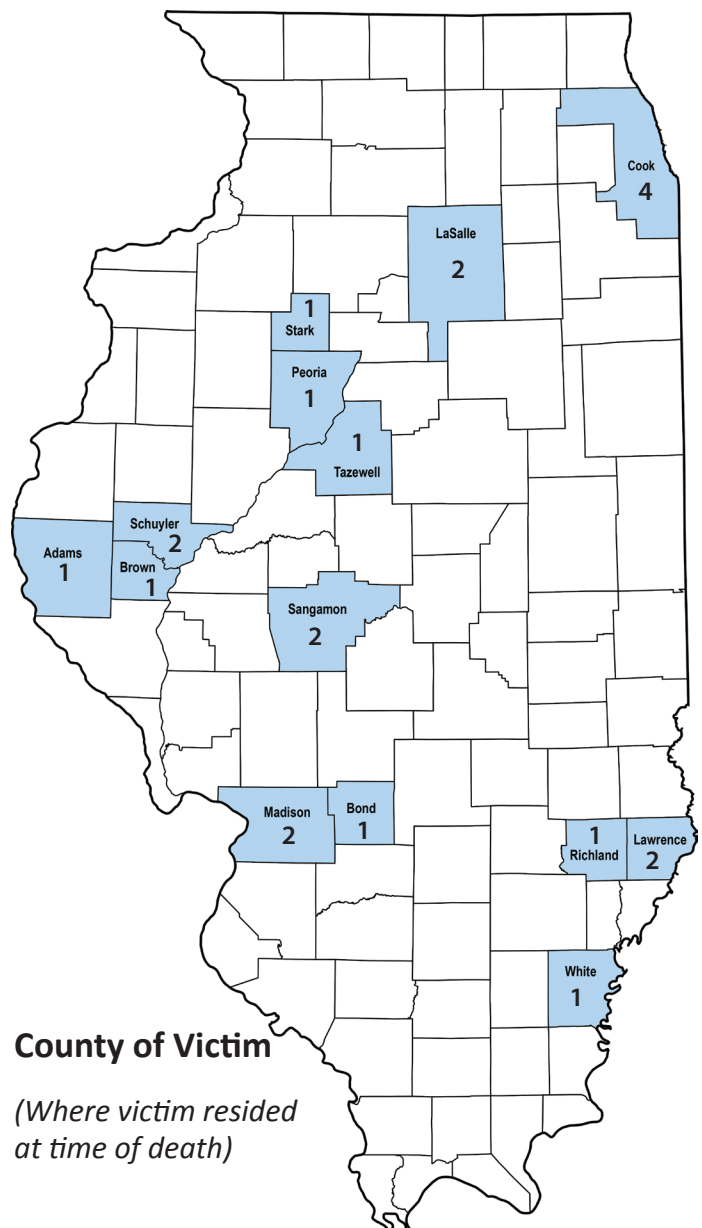 Cook
4
LaSalle
2
1
Stark
Peoria
1
1
Tazewell
Schuyler
2
Adams
1
Brown
1
Sangamon
2
Madison
2
Bond
1
1
Richland
Lawrence
2
White
1
County of Victim
(Where victim resided
at time of death)